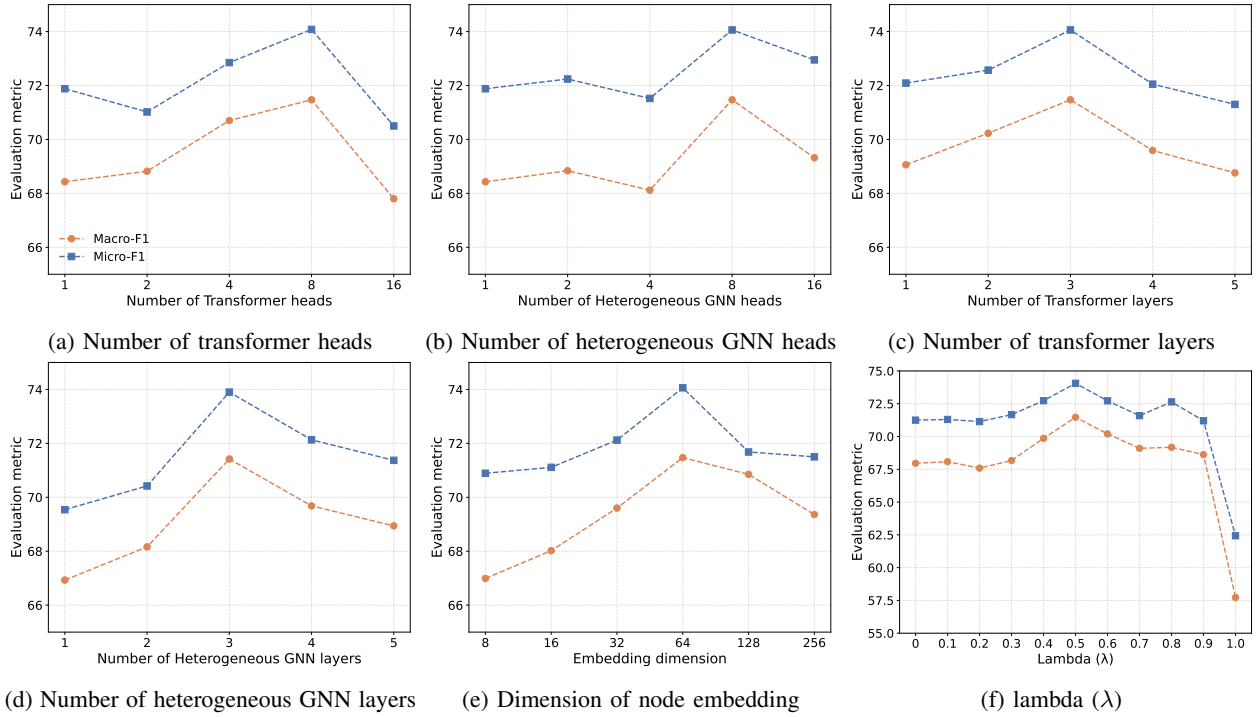 74
72
70
68
66
Evaluation metric
Macro-F1
Micro-F1
1 2 4 8 16
Number of Transformer heads
(a) Number of transformer heads
74
72
70
68
66
Evaluation metric
1 2 4 8 16
Number of Heterogeneous GNN heads
(b) Number of heterogeneous GNN heads
74
72
70
68
66
Evaluation metric
1 2 3 4 5
Number of Transformer layers
(c) Number of transformer layers
74
72
70
68
66
Evaluation metric
1 2 3 4 5
Number of Heterogeneous GNN layers
(d) Number of heterogeneous GNN layers
74
72
70
68
66
Evaluation metric
8 16 32 64 128 256
Embedding dimension
(e) Dimension of node embedding
75.0
72.5
70.0
67.5
65.0
62.5
60.0
57.5
55.0
Evaluation metric
0 0.1 0.2 0.3 0.4 0.5 0.6 0.7 0.8 0.9 1.0
Lambda (λ)
(f) lambda (λ)